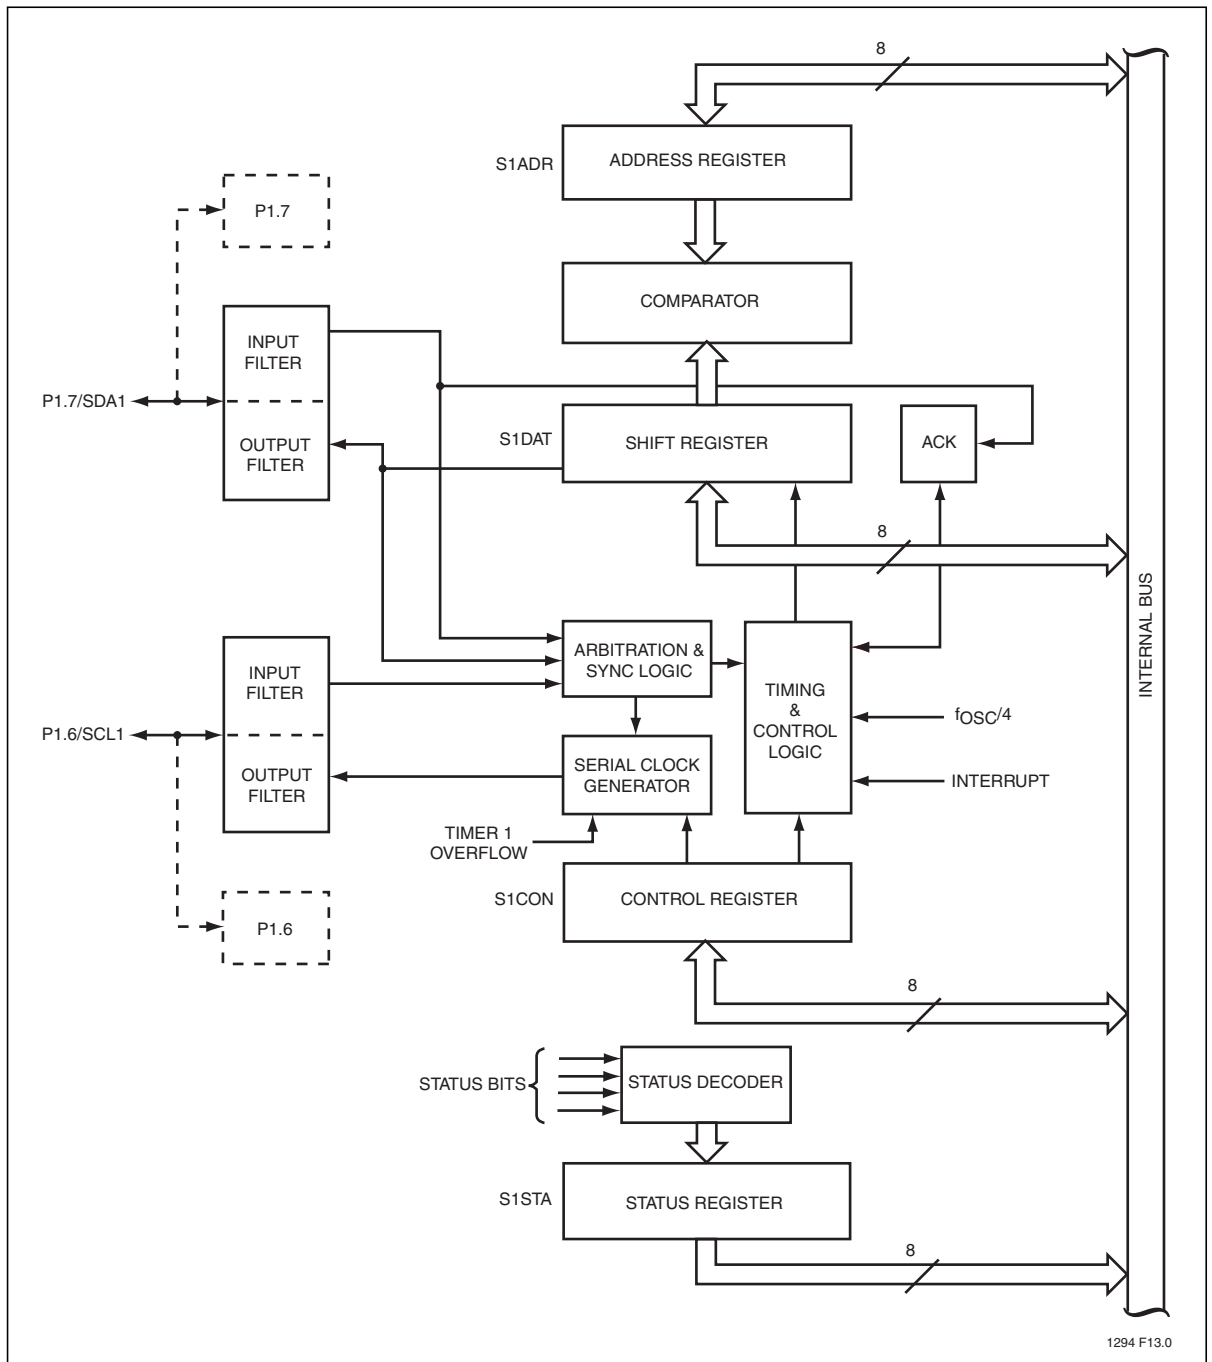 8
S1ADR
ADDRESS REGISTER
P1.7
COMPARATOR
INPUT
FILTER
P1.7/SDA1
OUTPUT
FILTER
S1DAT
SHIFT REGISTER
ACK
8
INTERNAL BUS
ARBITRATION &
SYNC LOGIC
INPUT
FILTER
TIMING
&
CONTROL
LOGIC
fOSC/4
P1.6/SCL1
OUTPUT
FILTER
SERIAL CLOCK
GENERATOR
INTERRUPT
TIMER 1
OVERFLOW
S1CON
CONTROL REGISTER
P1.6
8
STATUS BITS
STATUS DECODER
S1STA
STATUS REGISTER
8
1294 F13.0